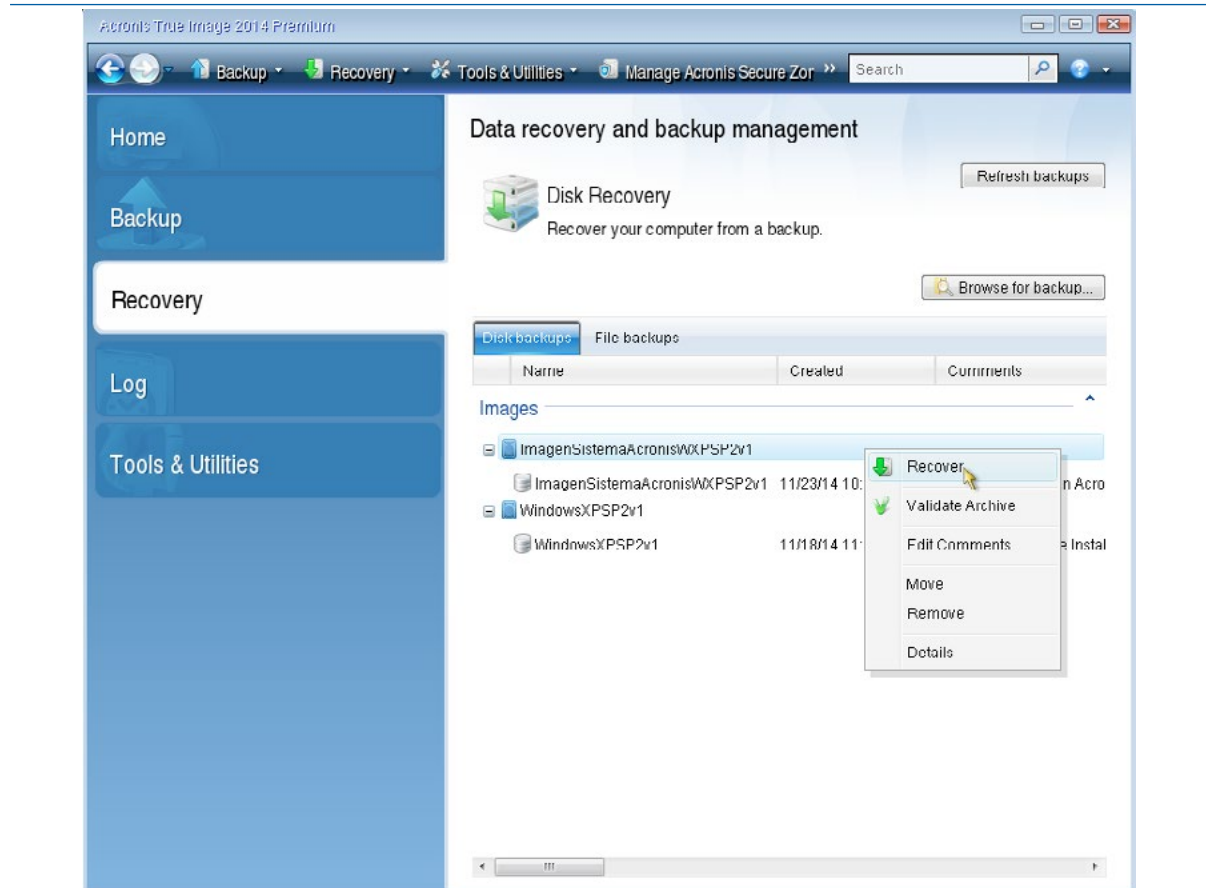 Acronis True Image 2014 Premium
Backup Recovery Tools & Utilities Manage Acronis Secure Zor » Search
Home
Backup
Recovery
Log
Tools & Utilities
Data recovery and backup management
Refresh backups
Disk Recovery
Recover your computer from a backup.
Browse for backup...
Disk backups File backups
Name Created Comments
Images
ImagenSistemaAcronisWXPSP2v1
ImagenSistemaAcronisWXPSP2v1 11/23/14 10: n Acro
WindowsXPSP2v1
WindowsXPSP2v1 11/18/14 11: e Instal
Recover
Validate Archive
Edit Comments
Move
Remove
Details